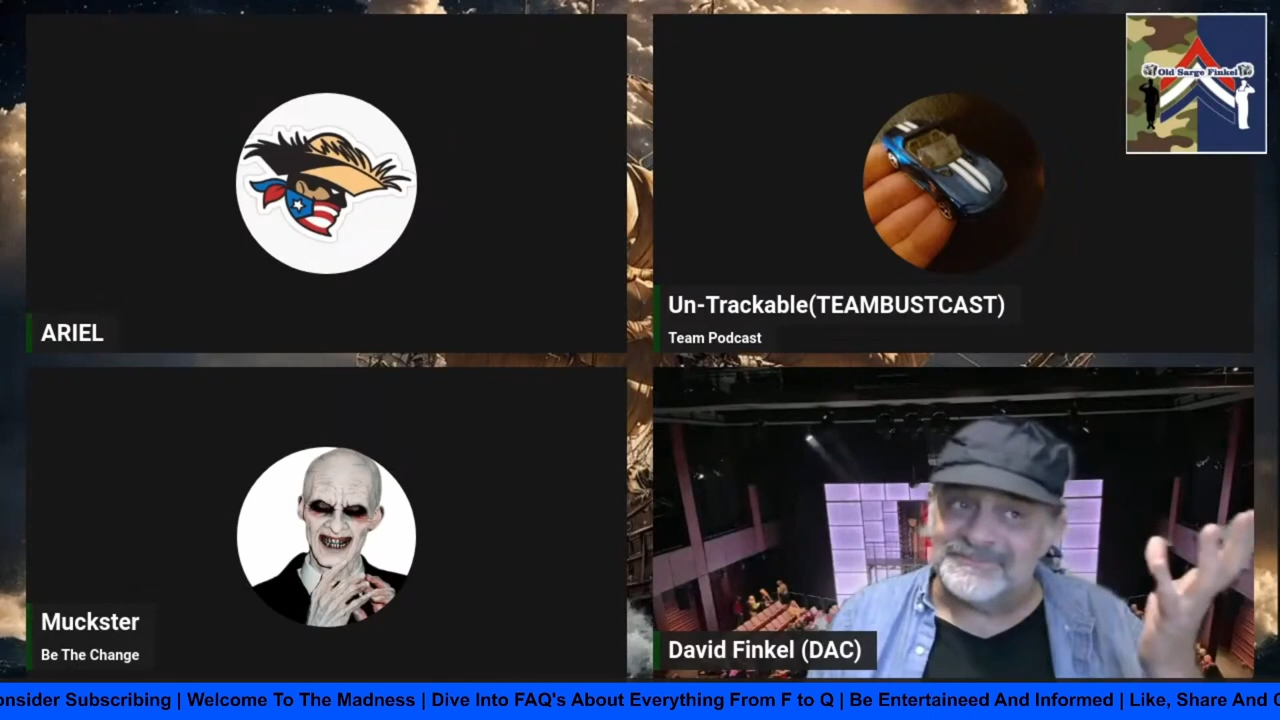 Old Sarge Finkel
ARIEL
Un-Trackable(TEAMBUSTCAST)
Team Podcast
Muckster
Be The Change
David Finkel (DAC)
onsider Subscribing | Welcome To The Madness | Dive Into FAQ's About Everything From F to Q | Be Entertaineed And Informed | Like, Share And